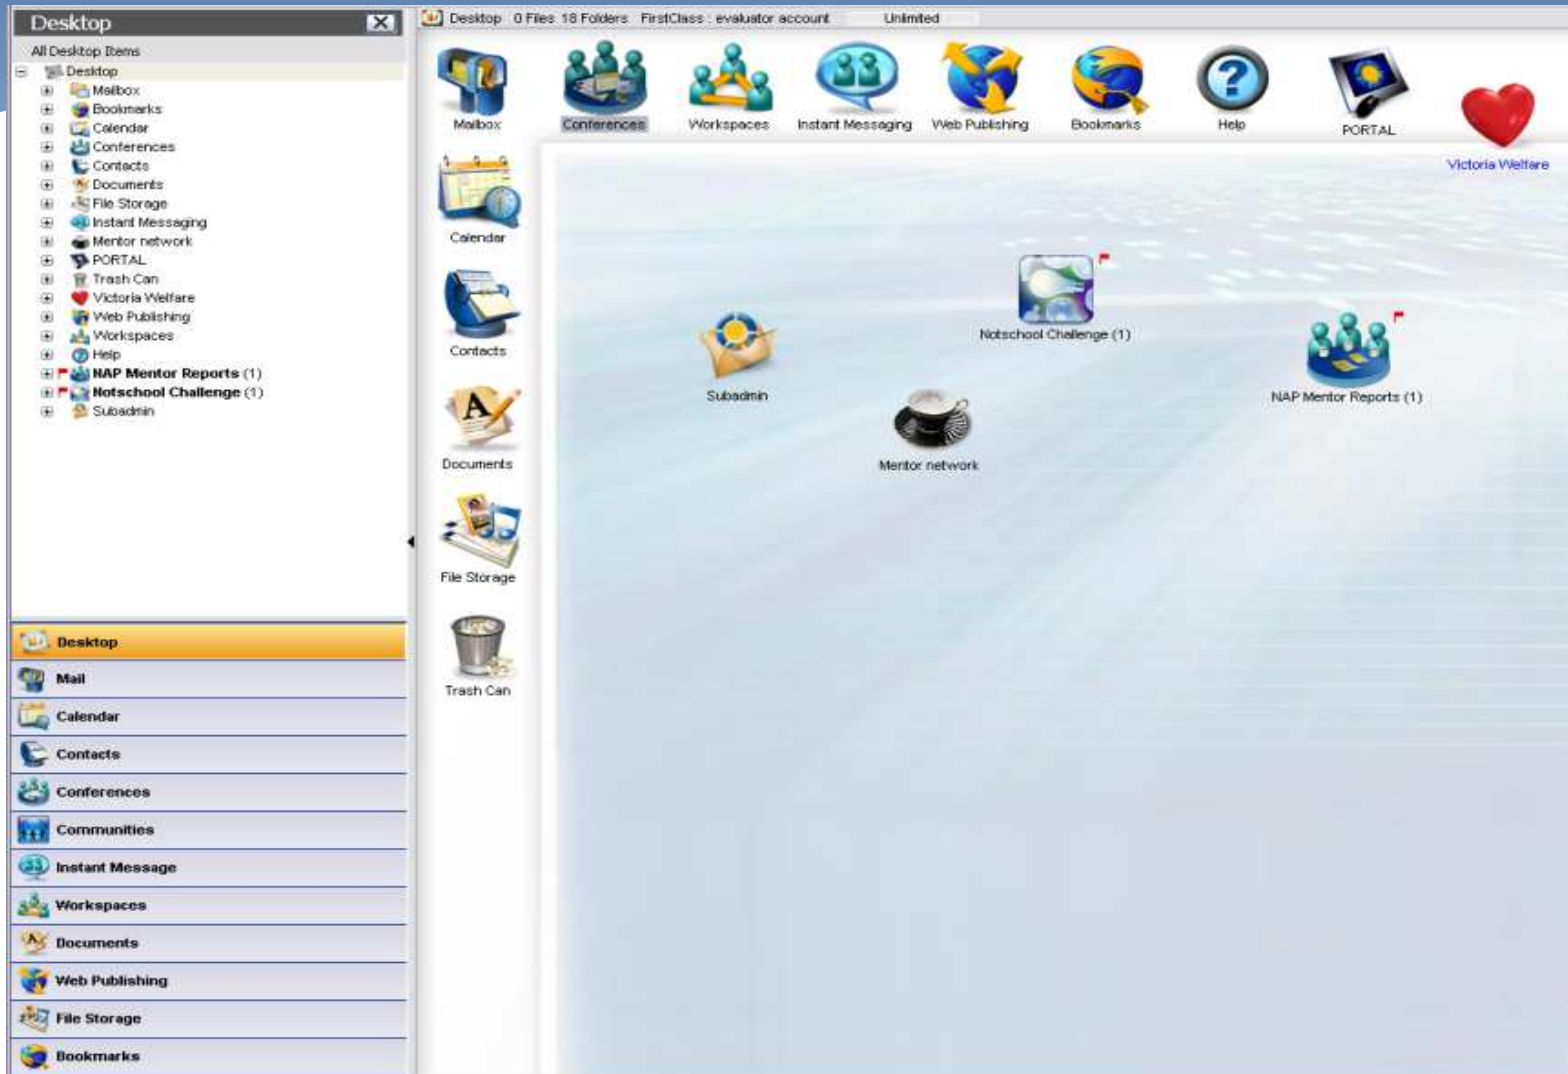 Desktop
All Desktop Items
Desktop
Mailbox
Bookmarks
Calendar
Conferences
Contacts
Documents
File Storage
Instant Messaging
Mentor network
PORTAL
Trash Can
Victoria Welfare
Web Publishing
Workspaces
Help
NAP Mentor Reports (1)
Notschool Challenge (1)
Subadmin
Desktop
Mail
Calendar
Contacts
Conferences
Communities
Instant Message
Workspaces
Documents
Web Publishing
File Storage
Bookmarks
Desktop 0 Files 18 Folders FirstClass : evaluator account Unlimited
Mailbox Conferences Workspaces Instant Messaging Web Publishing Bookmarks Help PORTAL
Victoria Welfare
Calendar
Contacts
Documents
File Storage
Trash Can
Notschool Challenge (1)
Subadmin
NAP Mentor Reports (1)
Mentor network